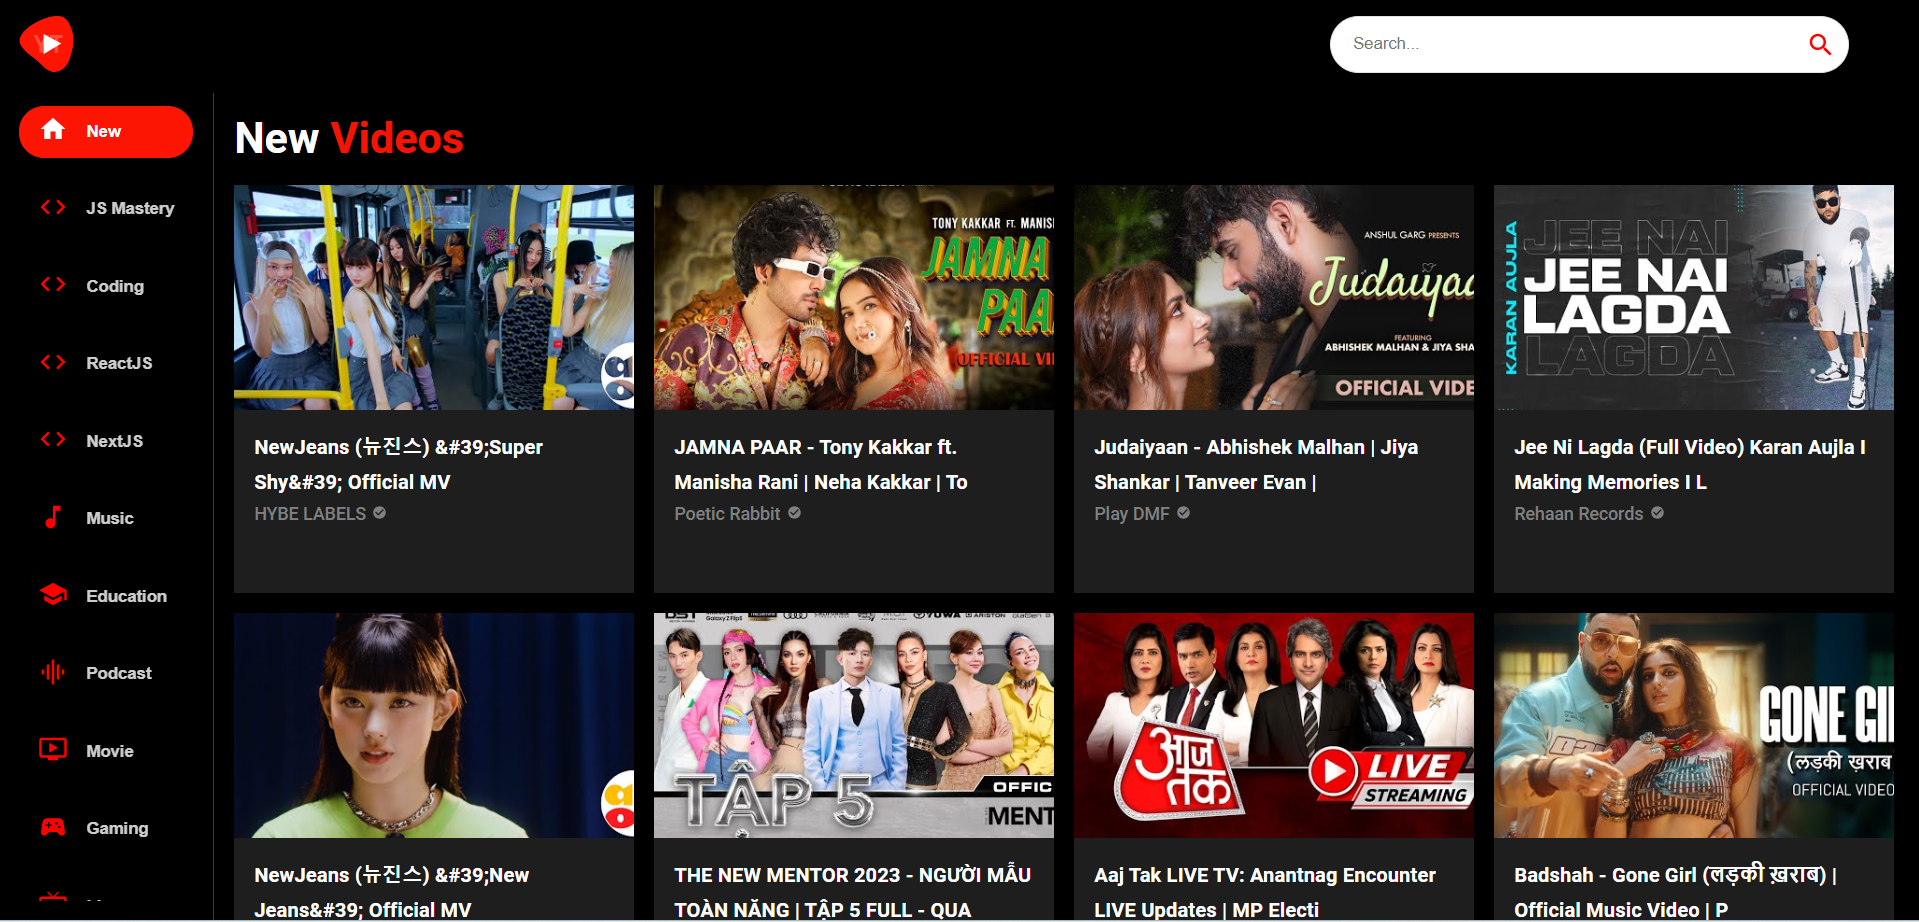 YT
Search...
New
JS Mastery
Coding
ReactJS
NextJS
Music
Education
Podcast
Movie
Gaming
New Videos
NewJeans (뉴진스) &#39;Super
Shy&#39; Official MV
HYBE LABELS
TONY KAKKAR FT. MANIS
JAMNA
PAA
OFFICIAL VI
JAMNA PAAR - Tony Kakkar ft.
Manisha Rani | Neha Kakkar | To
Poetic Rabbit
ANSHUL GARG PRESENTS
Judaiyaa
FEATURING
ABHISHEK MALHAN & JIYA SHA
OFFICIAL VIDE
Judaiyaan - Abhishek Malhan | Jiya
Shankar | Tanveer Evan |
Play DMF
KARAN AUJLA
JEE NAI
JEE NAI
LAGDA
LAGDA
Jee Ni Lagda (Full Video) Karan Aujla I
Making Memories I L
Rehaan Records
NewJeans (뉴진스) &#39;New
Jeans&#39; Official MV
THE NEW
TẬP 5
OFFIC
MENT
THE NEW MENTOR 2023 - NGƯỜI MẪU
TOÀN NĂNG | TẬP 5 FULL - QUA
आज
तक
LIVE
STREAMING
Aaj Tak LIVE TV: Anantnag Encounter
LIVE Updates | MP Electi
GONE GI
(लड़की ख़राब
OFFICIAL VIDEO
Badshah - Gone Girl (लड़की ख़राब) |
Official Music Video | P